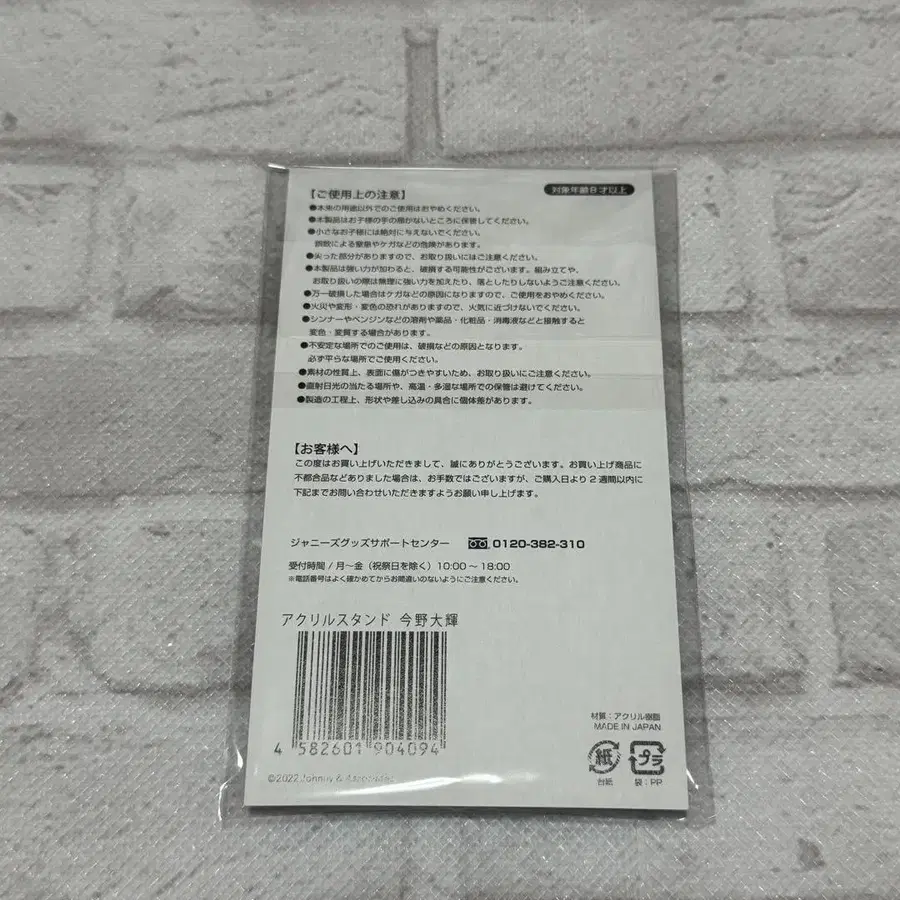 対象年齢8才以上
【ご使用上の注意】
●本来の用途以外でのご使用はおやめください。
●本製品はお子様の手の届かないところに保管してください。
●小さなお子様には絶対に与えないでください。
誤飲による窒息やケガなどの危険があります。
●尖った部分がありますので、お取り扱いにはご注意ください。
●本製品は強い力が加わると、破損する可能性がございます。組み立てや、
お取り扱いの際は無理に強い力を加えたり、落としたりしないようご注意ください。
●万一破損した場合はケガなどの原因になりますので、ご使用をおやめください。
●火災や変形・変色の恐れがありますので、火気に近づけないでください。
●シンナーやベンジンなどの溶剤や薬品・化粧品・消毒液などと接触すると
変色・変質する場合があります。
●不安定な場所でのご使用は、破損などの原因となります。
必ず平らな場所でご使用ください。
●素材の性質上、表面に傷がつきやすいため、お取り扱いにご注意ください。
●直射日光の当たる場所や、高温・多湿な場所での保管は避けてください。
●製造の工程上、形状や差し込みの具合に個体差があります。
【お客様へ】
この度はお買い上げいただきまして、誠にありがとうございます。お買い上げ商品に
不都合品などありました場合は、お手数ではございますが、ご購入日より2週間以内に
下記までお問い合わせいただきますようお願い申し上げます。
ジャニーズグッズサポートセンター 0120-382-310
受付時間 / 月～金（祝祭日を除く）10:00～18:00
※電話番号はよく確かめてからお間違いのないようにご注意ください。
アクリルスタンド 今野大輝
4 582601 904094
材質：アクリル樹脂
MADE IN JAPAN
紙 プラ
台紙 袋：PP
©2022 Johnny & Associates